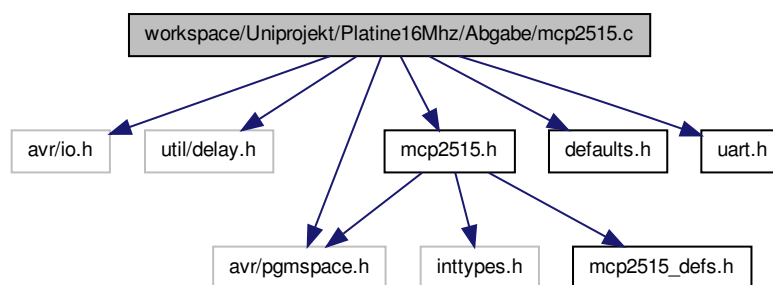 workspace/Uniprojekt/Platine16Mhz/Abgabe/mcp2515.c
avr/io.h
util/delay.h
mcp2515.h
defaults.h
uart.h
avr/pgmspace.h
inttypes.h
mcp2515_defs.h